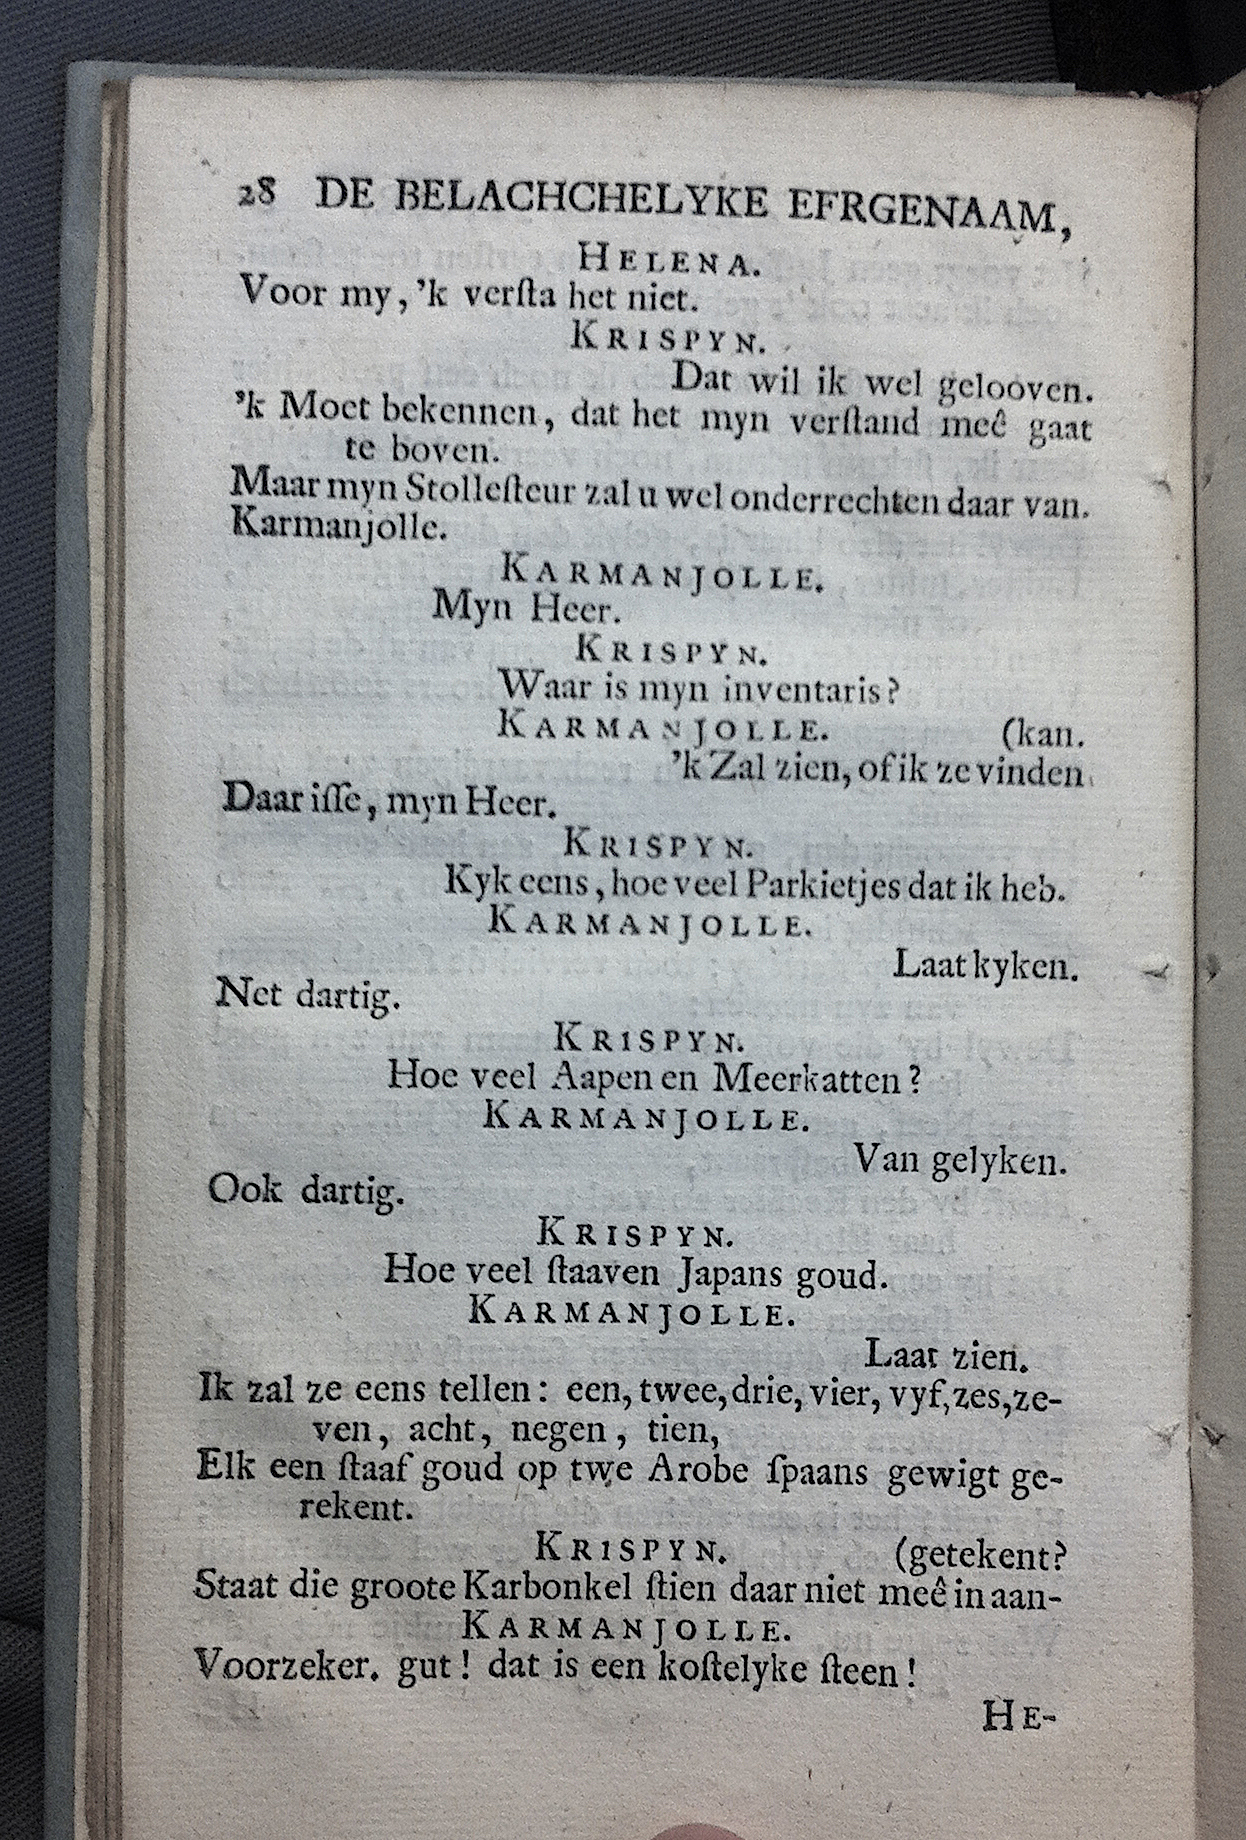 28 DE BELACHCHELYKE EFRGENAAM,
HELENA.
Voor my, 'k verſta het niet.
KRISPYN.
Dat wil ik wel gelooven.
'k Moet bekennen, dat het myn verſtand meê gaat
te boven.
Maar myn Stolleſteur zal u wel onderrechten daar van.
Karmanjolle.
KARMANJOLLE.
Myn Heer.
KRISPYN.
Waar is myn inventaris?
KARMANJOLLE. (kan.
'k Zal zien, of ik ze vinden
Daar iſſe, myn Heer.
KRISPYN.
Kyk eens, hoe veel Parkietjes dat ik heb.
KARMANJOLLE.
Laat kyken.
Net dartig.
KRISPYN.
Hoe veel Aapen en Meerkatten?
KARMANJOLLE.
Van gelyken.
Ook dartig.
KRISPYN.
Hoe veel ſtaaven Japans goud.
KARMANJOLLE.
Laat zien.
Ik zal ze eens tellen: een, twee, drie, vier, vyf, zes, ze-
ven, acht, negen, tien,
Elk een ſtaaf goud op twe Arobe ſpaans gewigt ge-
rekent.
KRISPYN. (getekent?
Staat die groote Karbonkel ſtien daar niet meê in aan-
KARMANJOLLE.
Voorzeker. gut! dat is een koſtelyke ſteen!
HE-